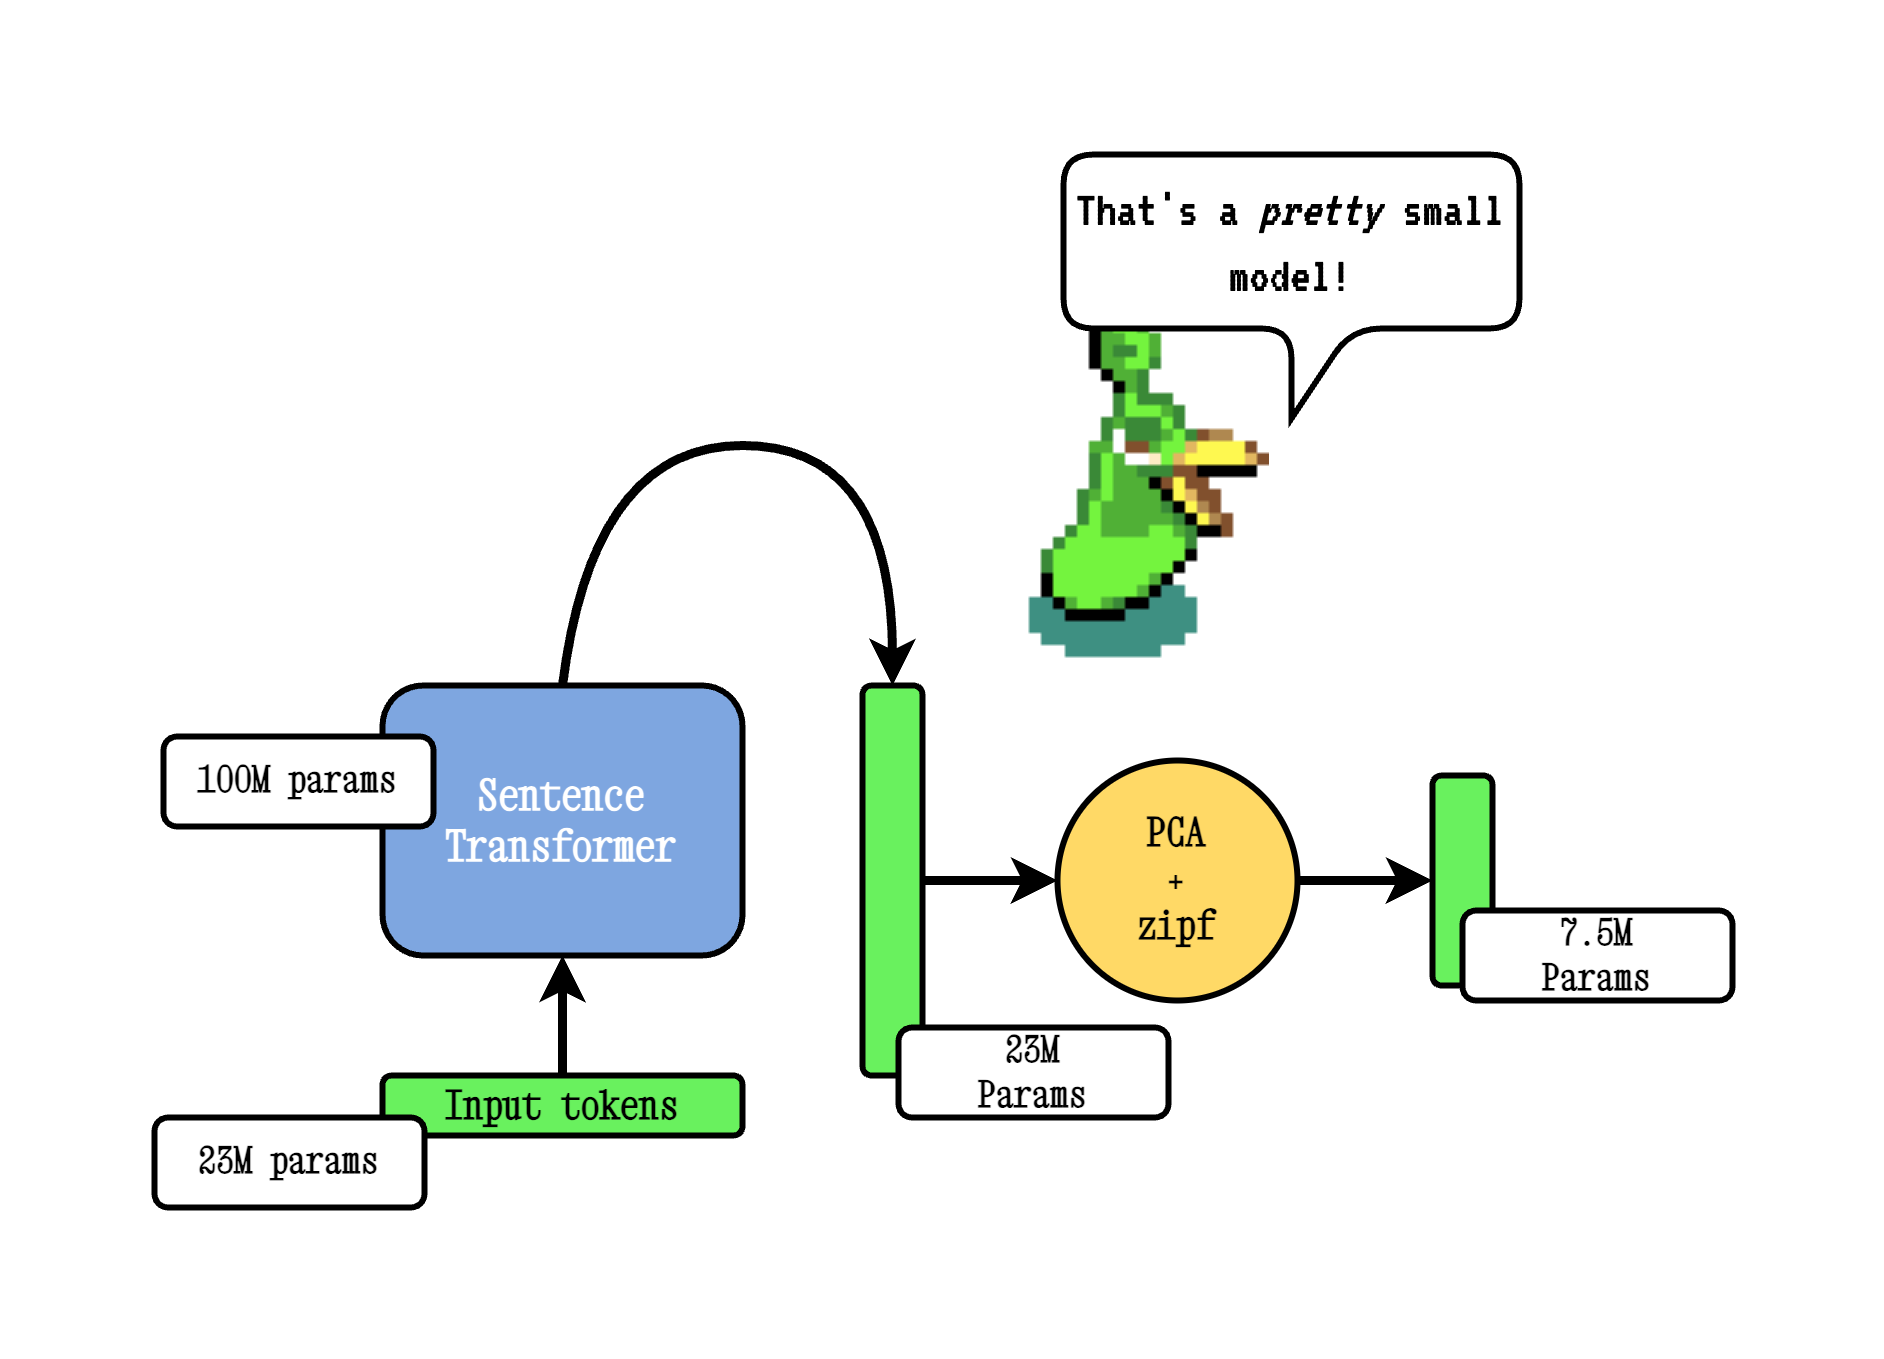 That's a pretty small
model!
100M params
Sentence
Transformer
PCA
+
zipf
7.5M
Params
23M
Params
Input tokens
23M params